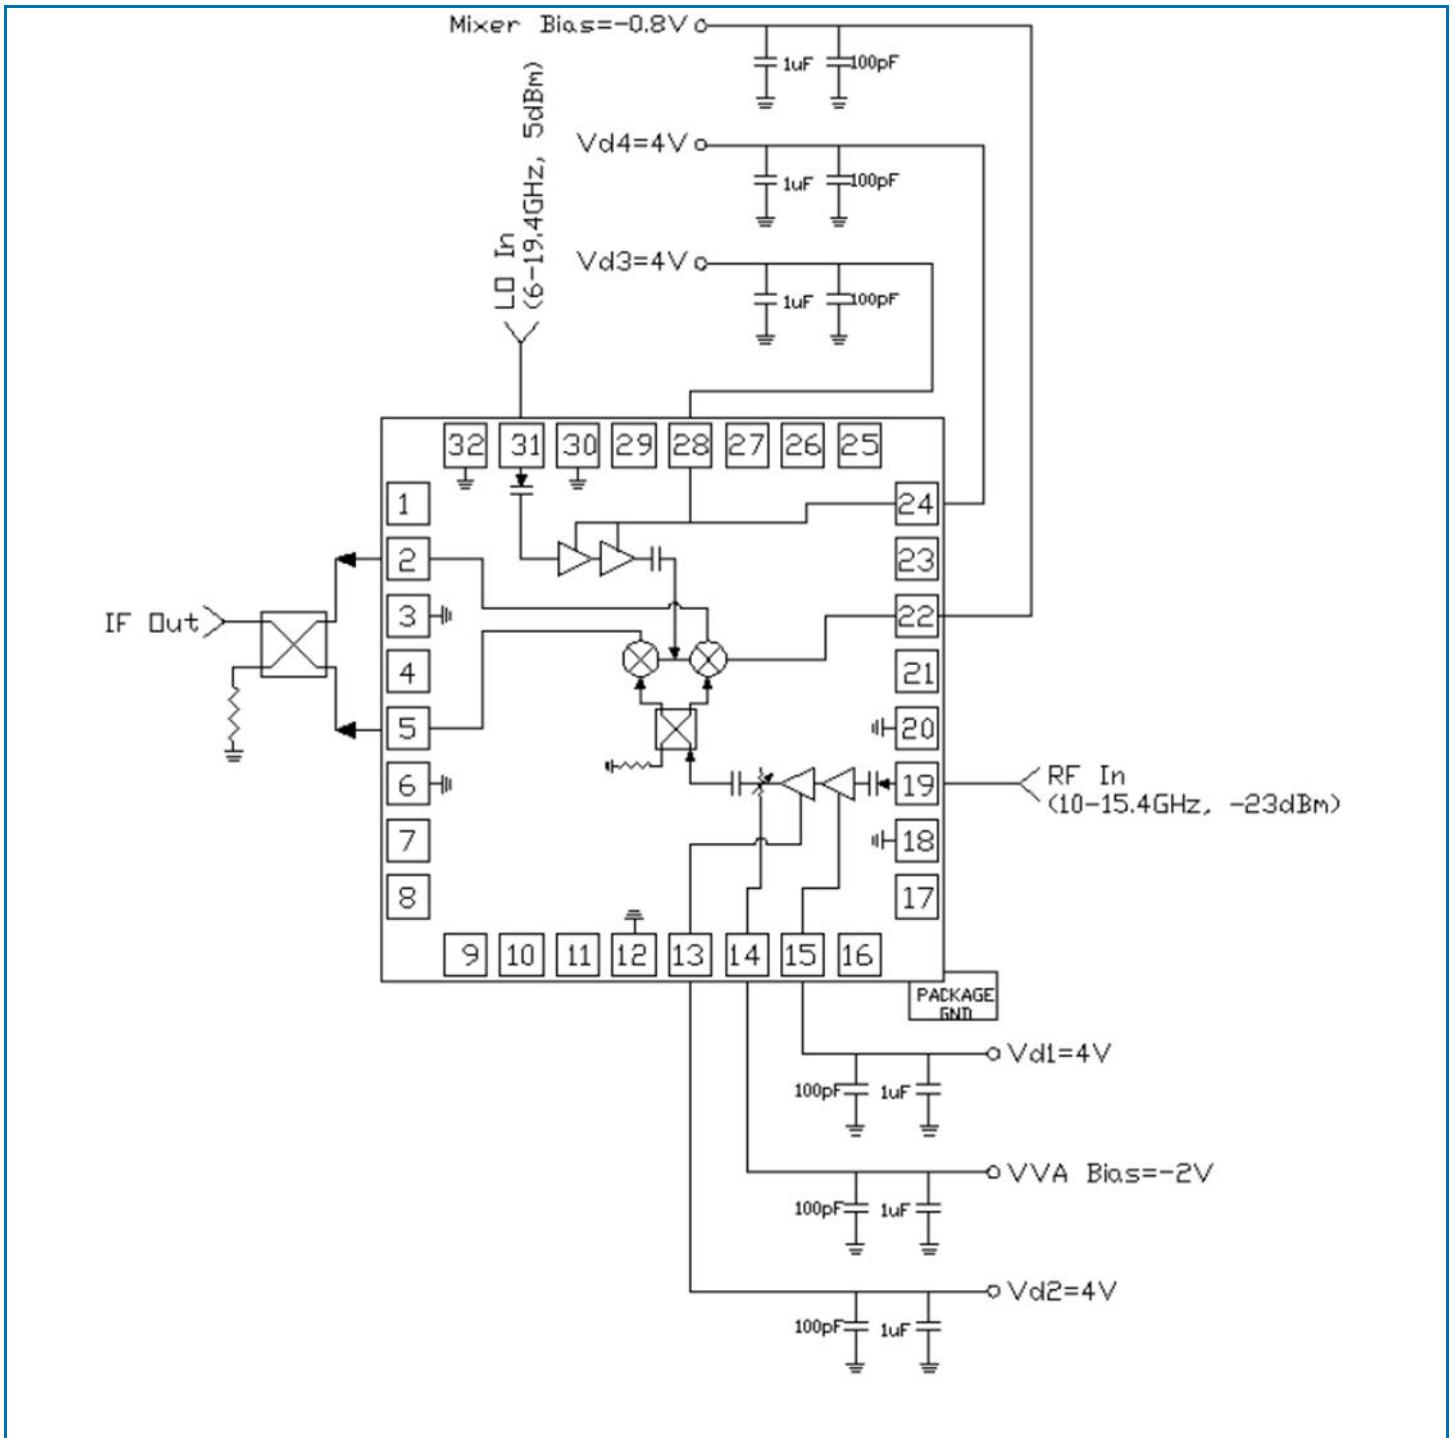 Mixer Bias=-0.8V
1uF
100pF
Vd4=4V
1uF
100pF
Vd3=4V
1uF
100pF
LO In
(6-19.4GHz, 5dBm)
32
31
30
29
28
27
26
25
1
2
3
4
5
6
7
8
24
23
22
21
20
19
18
17
9
10
11
12
13
14
15
16
IF Out
RF In
(10-15.4GHz, -23dBm)
PACKAGE
GND
Vd1=4V
100pF
1uF
VVA Bias=-2V
100pF
1uF
Vd2=4V
100pF
1uF